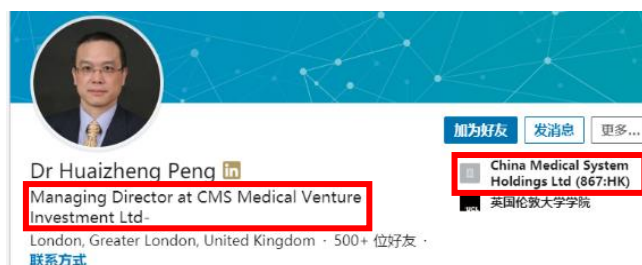 加为好友
发消息
更多...
Dr Huaizheng Peng in
Managing Director at CMS Medical Venture
Investment Ltd-
London, Greater London, United Kingdom · 500+ 位好友 ·
联系方式
China Medical System
Holdings Ltd (867:HK)
英国伦敦大学学院